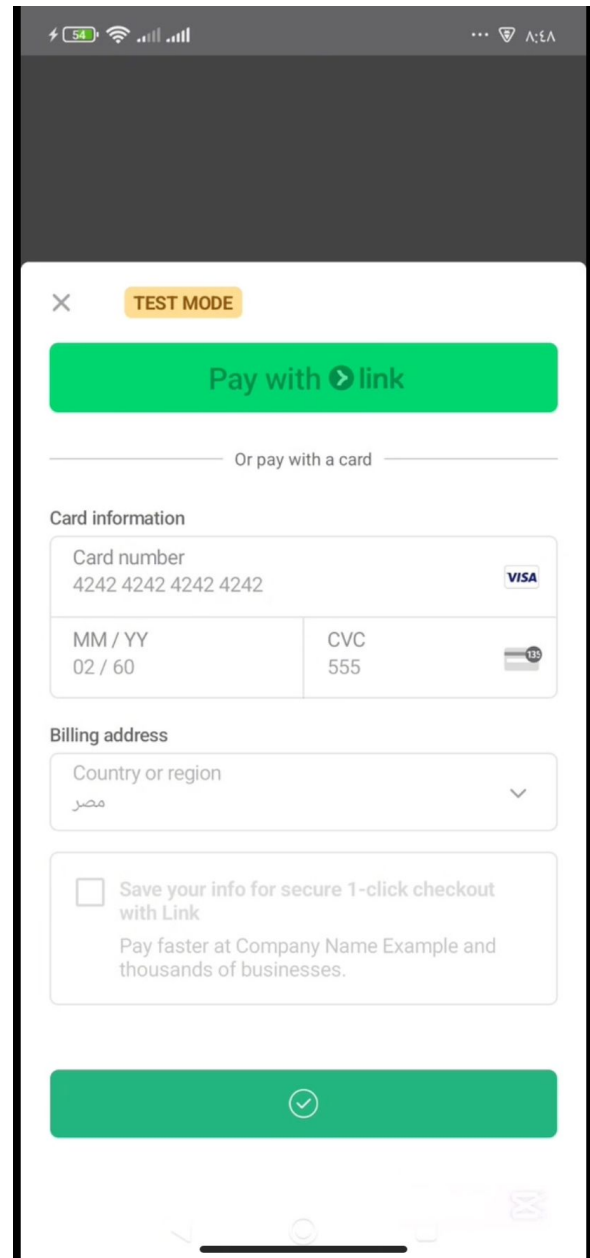 54
... ٨:٤٨
TEST MODE
Pay with link
Or pay with a card
Card information
Card number
4242 4242 4242 4242
VISA
MM / YY
02 / 60
CVC
555
135
Billing address
Country or region
مصر
Save your info for secure 1-click checkout
with Link
Pay faster at Company Name Example and
thousands of businesses.